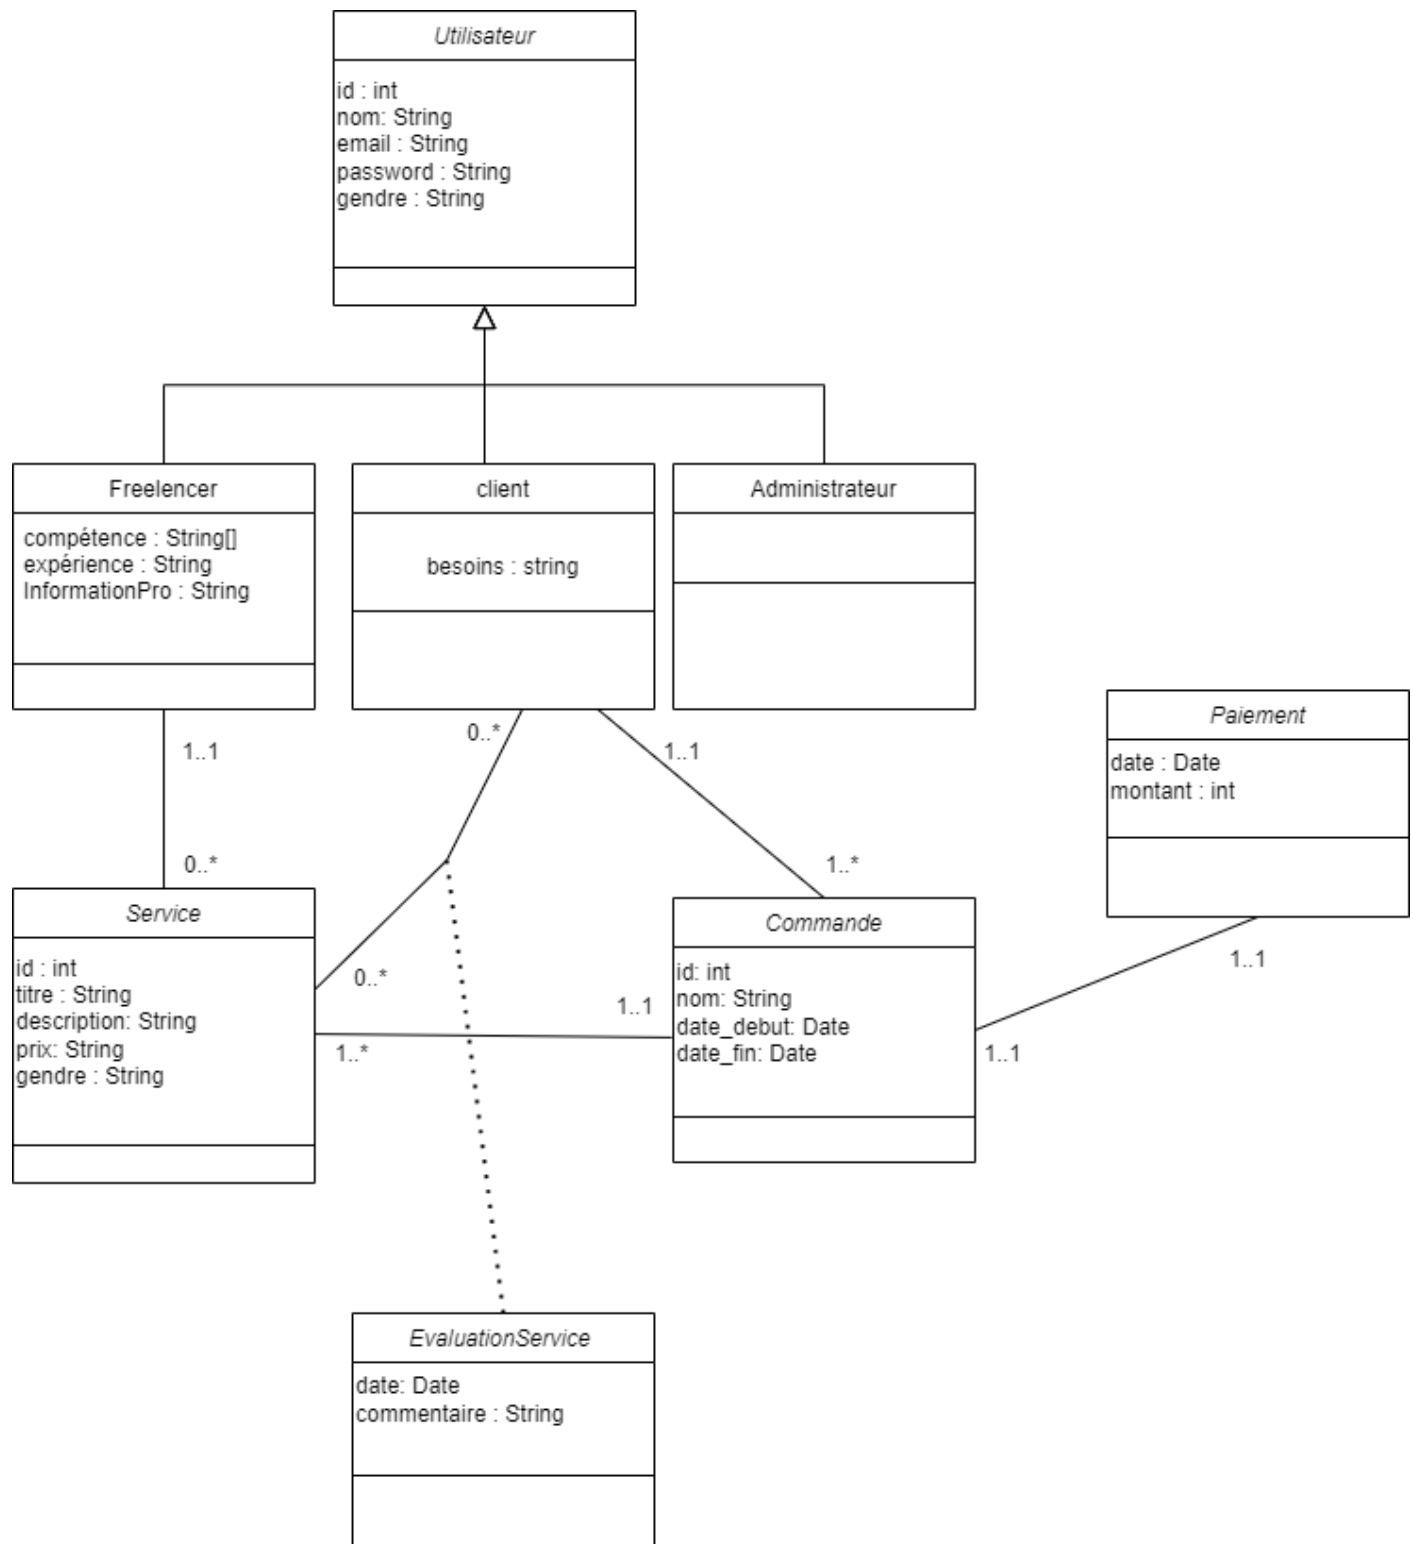 Utilisateur
id : int
nom: String
email : String
password : String
gendre : String
Freelencer
compétence : String[]
expérience : String
InformationPro : String
client
besoins : string
Administrateur
1..1
0..*
0..*
0..*
1..1
1..*
Paiement
date : Date
montant : int
1..1
1..1
Service
id : int
titre : String
description: String
prix: String
gendre : String
1..*
1..1
Commande
id: int
nom: String
date_debut: Date
date_fin: Date
EvaluationService
date: Date
commentaire : String